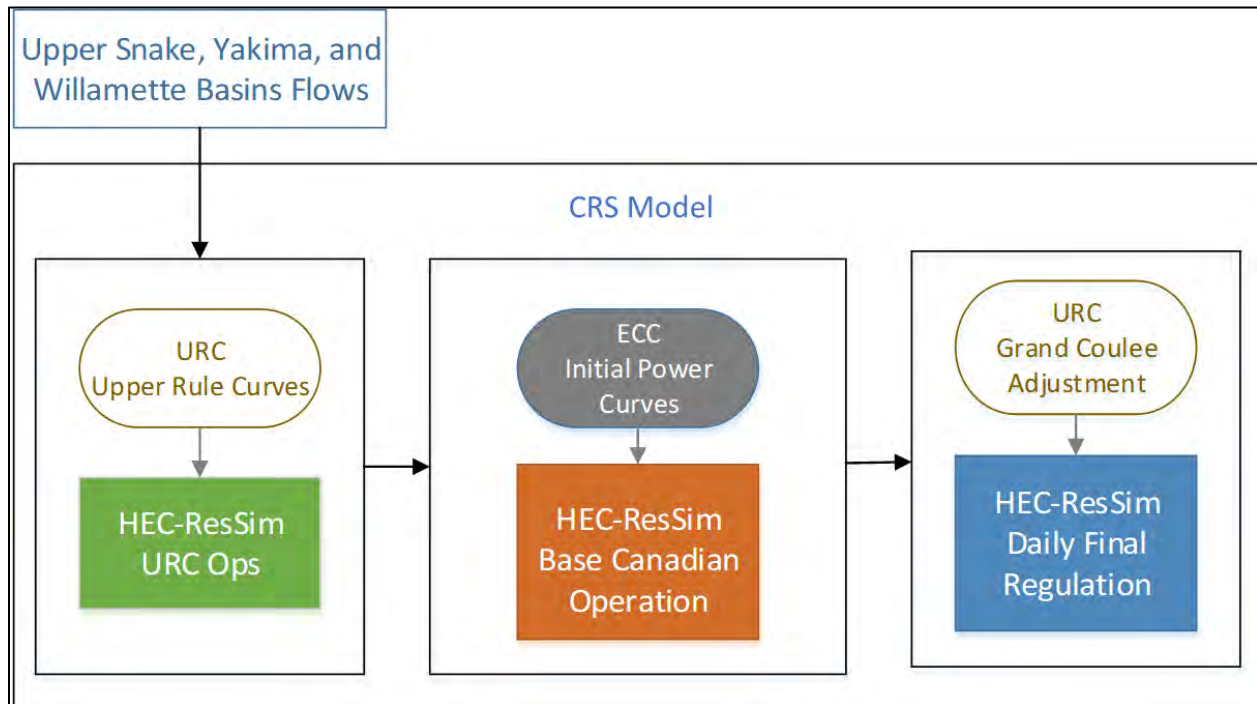 Upper Snake, Yakima, and
Willamette Basins Flows
CRS Model
URC
Upper Rule Curves
HEC-ResSim
URC Ops
ECC
Initial Power
Curves
HEC-ResSim
Base Canadian
Operation
URC
Grand Coulee
Adjustment
HEC-ResSim
Daily Final
Regulation